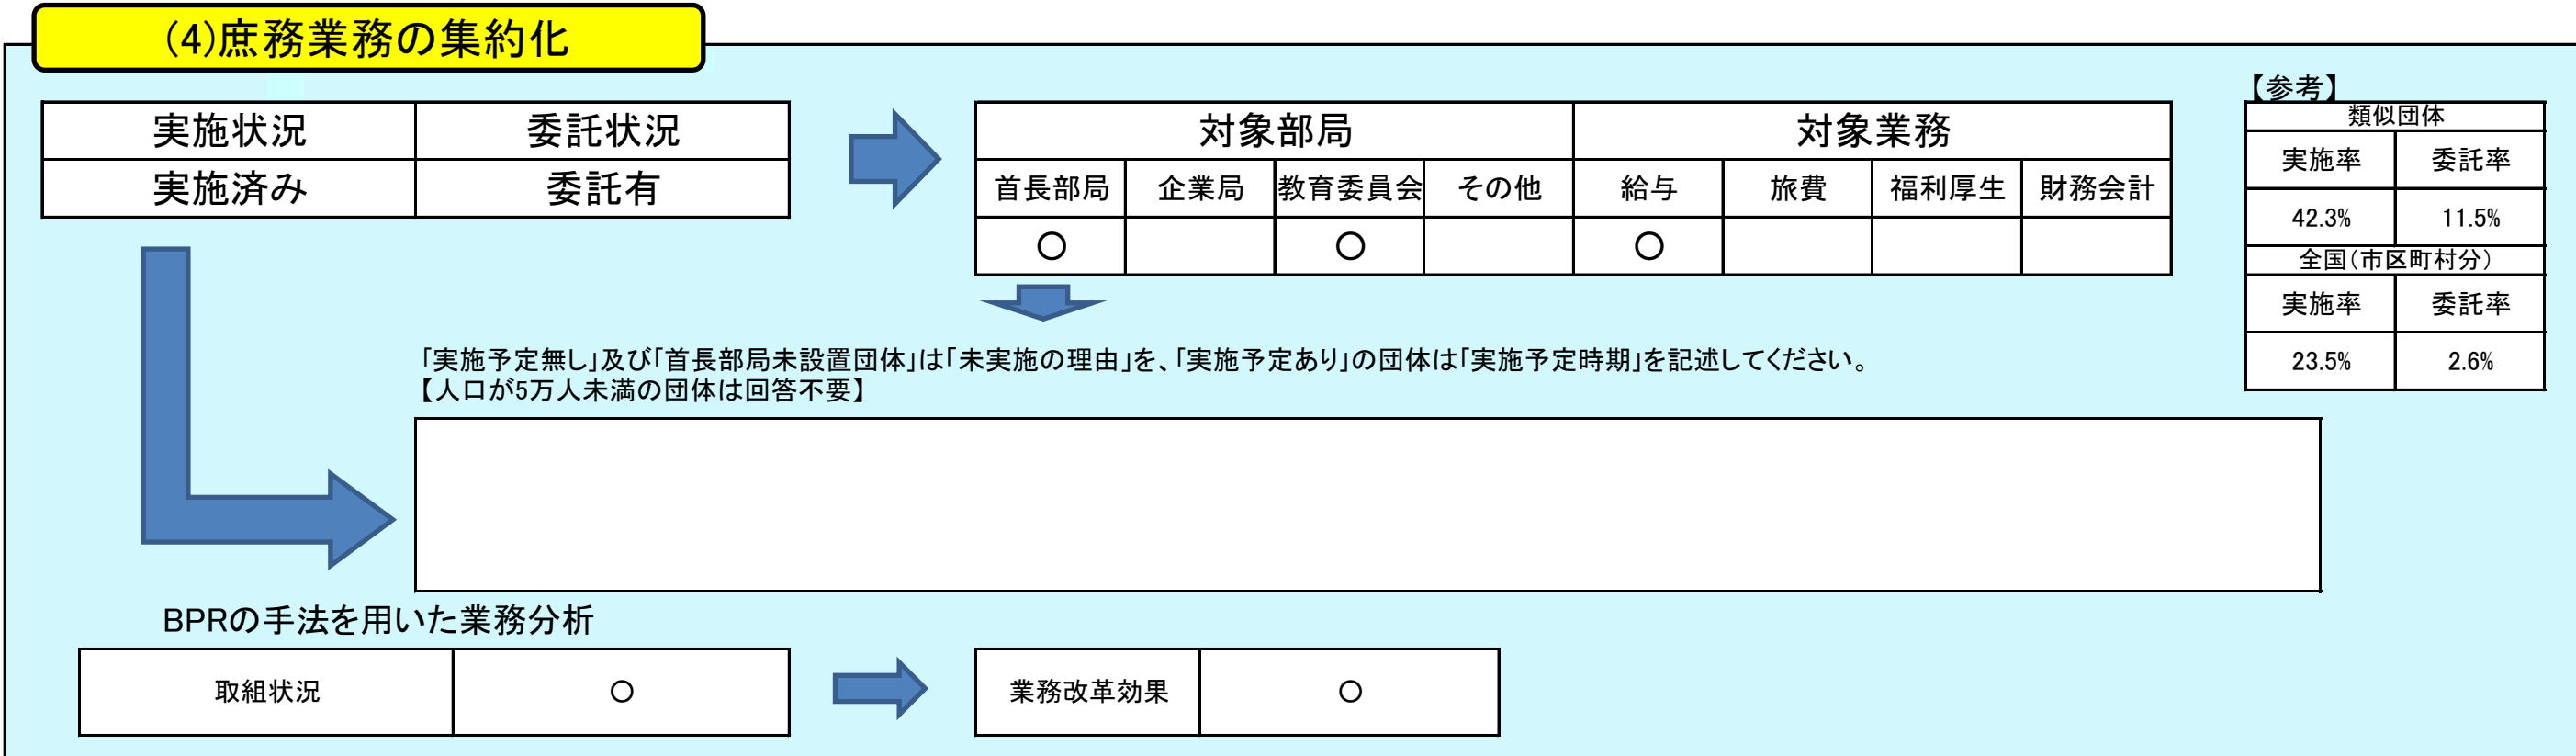 (4)庶務業務の集約化
実施状況 委託状況
実施済み 委託有
対象部局 対象業務
首長部局 企業局 教育委員会 その他 給与 旅費 福利厚生 財務会計
〇 〇 〇
【参考】
類似団体
実施率 委託率
42.3% 11.5%
全国(市区町村分)
実施率 委託率
23.5% 2.6%
「実施予定無し」及び「首長部局未設置団体」は「未実施の理由」を、「実施予定あり」の団体は「実施予定時期」を記述してください。
【人口が5万人未満の団体は回答不要】
BPRの手法を用いた業務分析
取組状況 〇
業務改革効果 〇